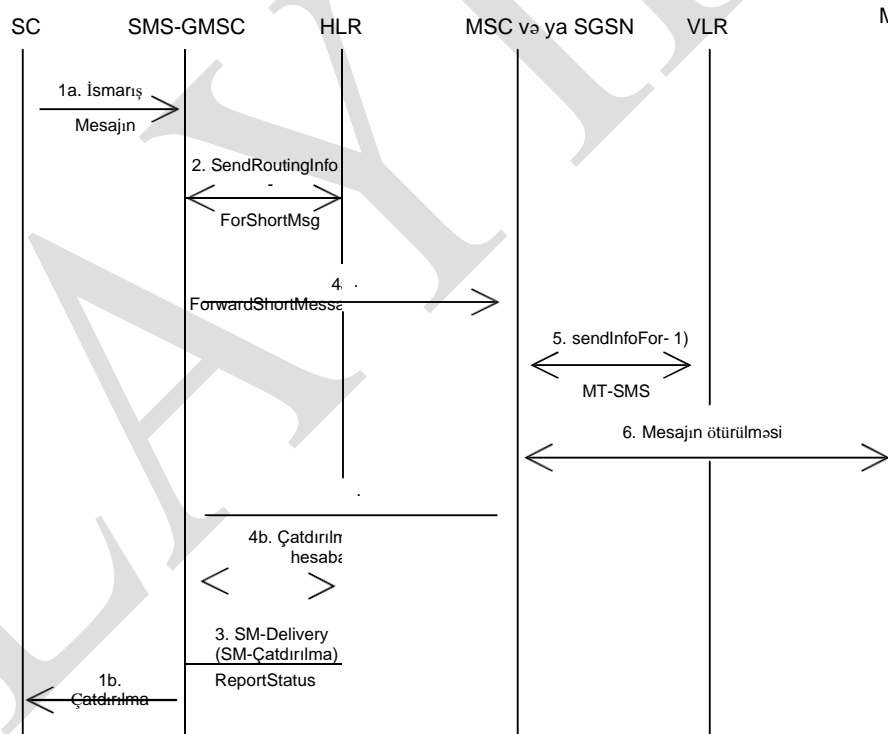 SC SMS-GMSC HLR MSC və ya SGSN VLR M
1a. İsmarış
Mesajın
2. SendRoutingInfo
-
ForShortMsg
ForwardShortMessa
5. sendInfoFor- 1)
MT-SMS
6. Mesajın ötürülməsi
4b. Çatdırılm
hesaba
3. SM-Delivery
(SM-Çatdırılma)
ReportStatus
1b.
Çatdırılma